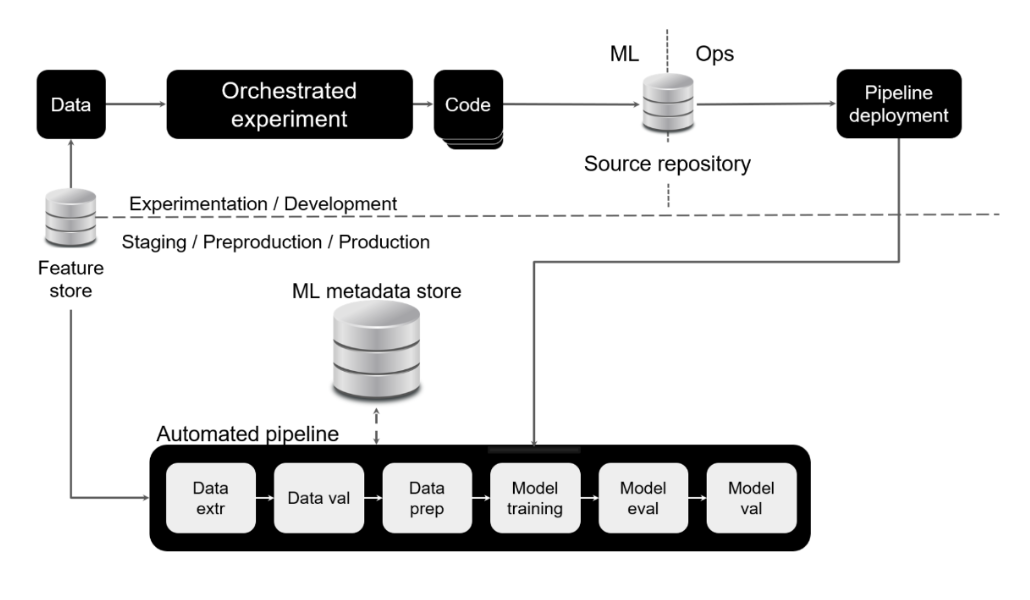 ML
Ops
Data
Orchestrated
experiment
Code
Pipeline
deployment
Source repository
Experimentation / Development
Staging / Preproduction / Production
Feature
store
ML metadata store
Automated pipeline
Data
extr
Data val
Data
prep
Model
training
Model
eval
Model
val